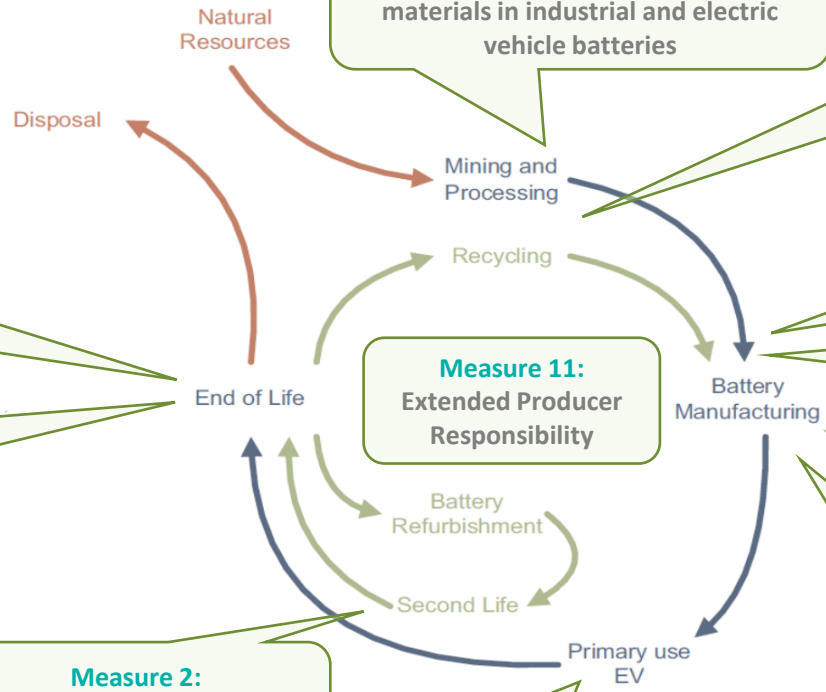 materials in industrial and electric
vehicle batteries
Natural
Resources
Disposal
Mining and
Processing
Recycling
Measure 11:
Extended Producer
Responsibility
End of Life
Battery
Manufacturing
Battery
Refurbishment
Second Life
Primary use
EV
Measure 2: